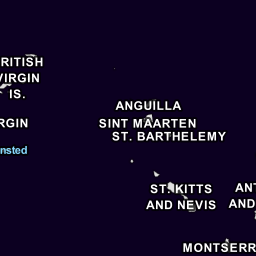 RITISH
VIRGIN
IS.
ANGUILLA
RGIN
SINT MAARTEN
ST. BARTHELEMY
nsted
ST. KITTS
AND NEVIS
ANT
AND
MONTSERR